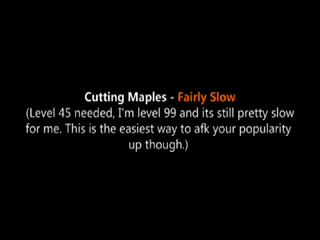 Cutting Maples - Fairly Slow
(Level 45 needed, I'm level 99 and its still pretty slow
for me. This is the easiest way to afk your popularity
up though.)